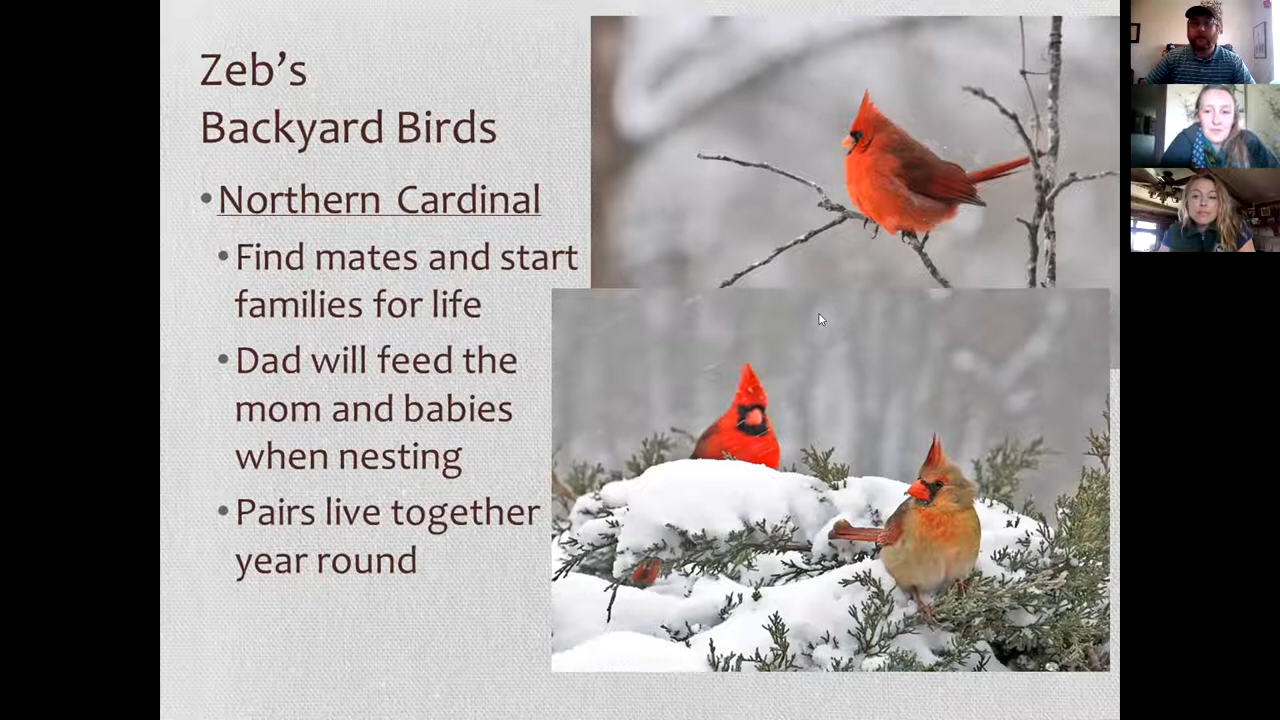 Zeb’s
Backyard Birds
•Northern Cardinal
•Find mates and start
families for life
•Dad will feed the
mom and babies
when nesting
•Pairs live together
year round